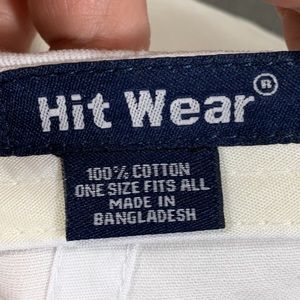 Hit Wear®
100% COTTON
ONE SIZE FITS ALL
MADE IN
BANGLADESH